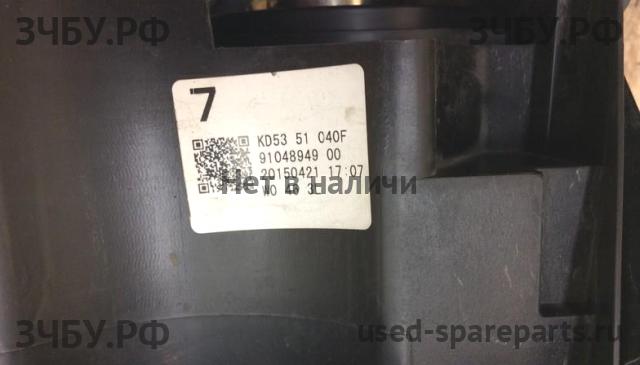 ЗЧБУ.РФ
ЗЧБУ.РФ
7
KD53 51 040F
91048949 00
20150421 17:07
Нет в наличии
ЗЧБУ.РФ
used-spareparts.ru